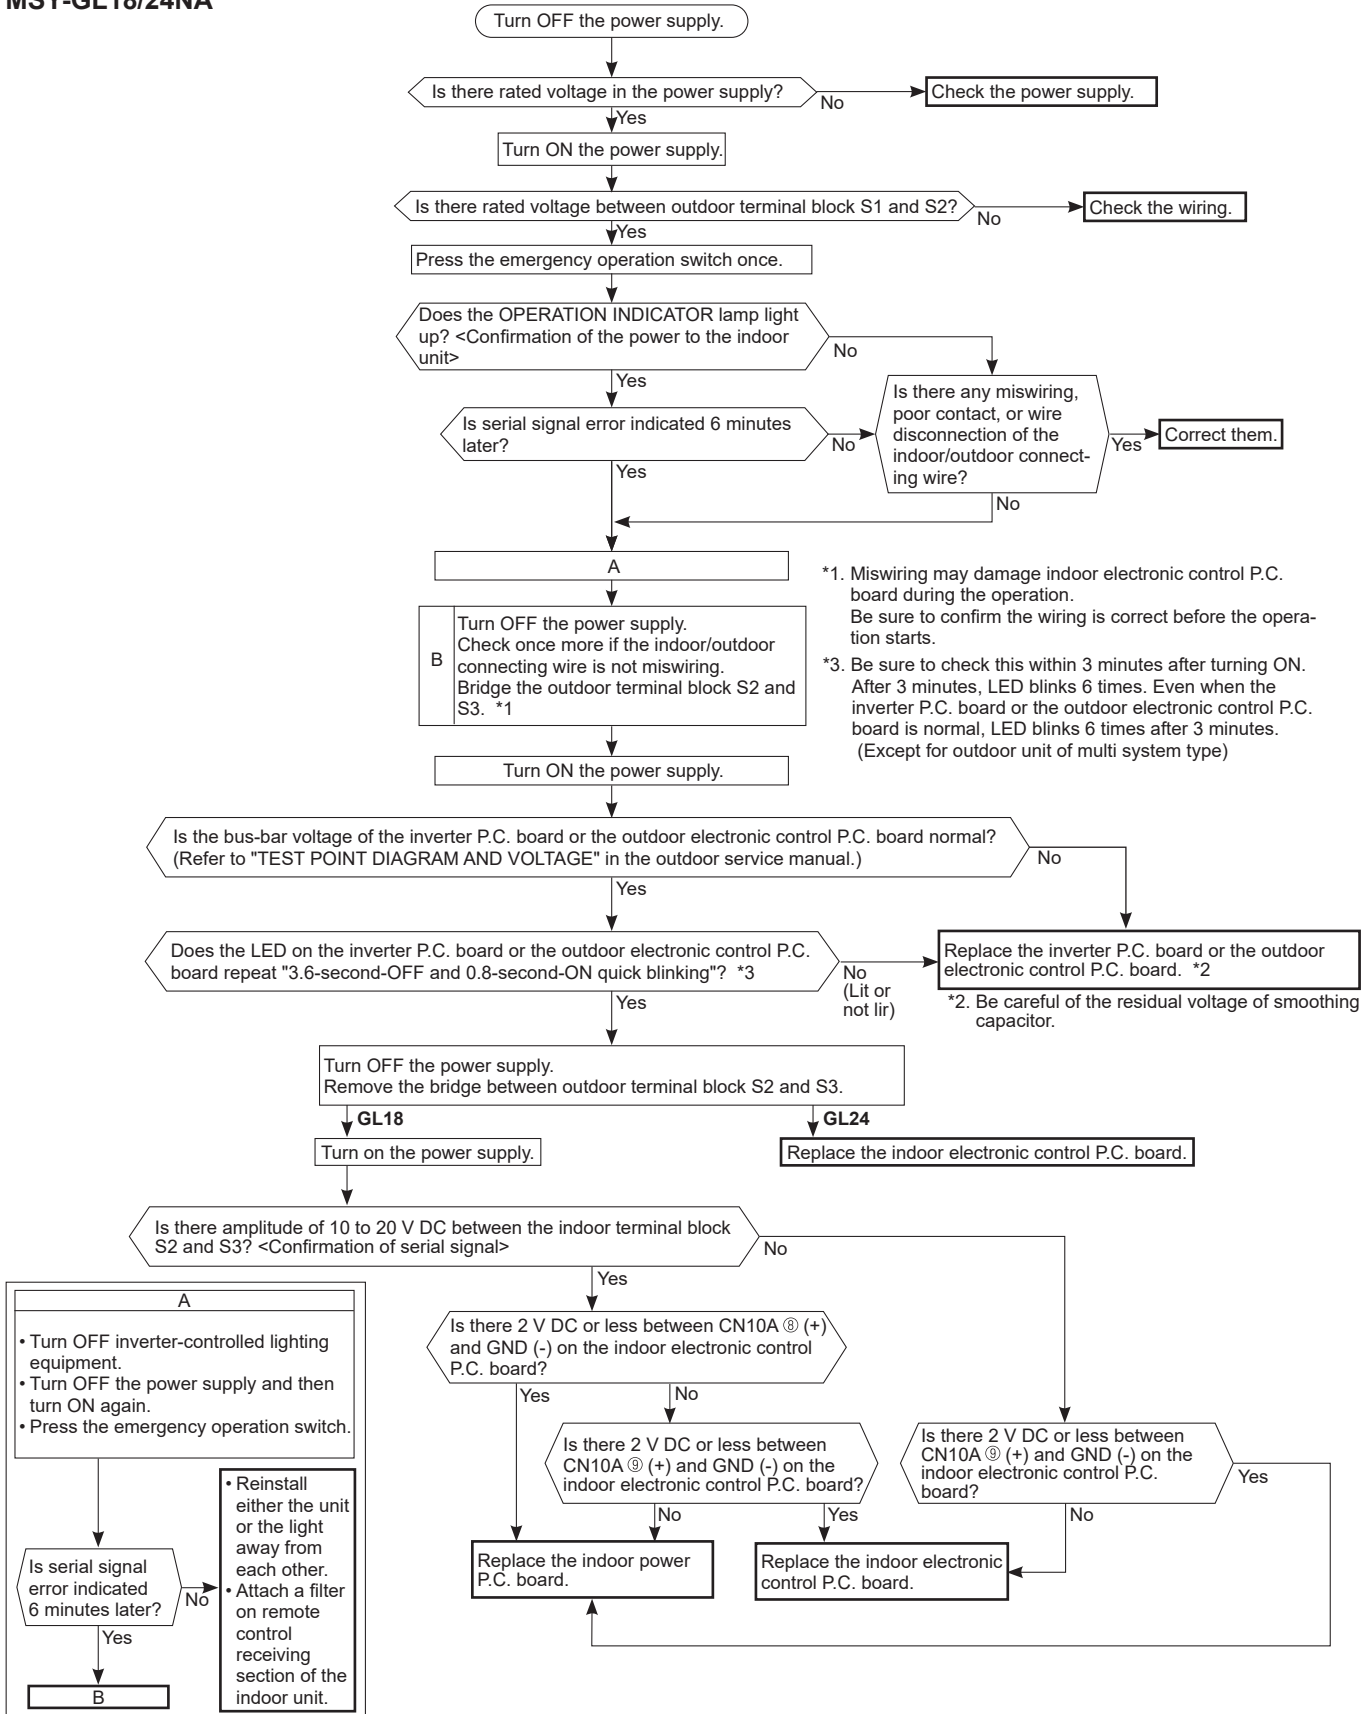 MSY-GL18/24NA
Turn OFF the power supply.
Is there rated voltage in the power supply?
No
Check the power supply.
Yes
Turn ON the power supply.
Is there rated voltage between outdoor terminal block S1 and S2?
No
Check the wiring.
Yes
Press the emergency operation switch once.
Does the OPERATION INDICATOR lamp light
up? <Confirmation of the power to the indoor
unit>
No
Yes
Is serial signal error indicated 6 minutes
later?
No
Yes
Is there any miswiring,
poor contact, or wire
disconnection of the
indoor/outdoor connect-
ing wire?
Yes
Correct them.
No
A
B
Turn OFF the power supply.
Check once more if the indoor/outdoor
connecting wire is not miswiring.
Bridge the outdoor terminal block S2 and
S3. *1
*1. Miswiring may damage indoor electronic control P.C.
board during the operation.
Be sure to confirm the wiring is correct before the opera-
tion starts.
*3. Be sure to check this within 3 minutes after turning ON.
After 3 minutes, LED blinks 6 times. Even when the
inverter P.C. board or the outdoor electronic control P.C.
board is normal, LED blinks 6 times after 3 minutes.
(Except for outdoor unit of multi system type)
Turn ON the power supply.
Is the bus-bar voltage of the inverter P.C. board or the outdoor electronic control P.C. board normal?
(Refer to "TEST POINT DIAGRAM AND VOLTAGE" in the outdoor service manual.)
No
Yes
Does the LED on the inverter P.C. board or the outdoor electronic control P.C.
board repeat "3.6-second-OFF and 0.8-second-ON quick blinking"? *3
No
(Lit or
not lir)
Yes
Replace the inverter P.C. board or the outdoor
electronic control P.C. board. *2
*2. Be careful of the residual voltage of smoothing
capacitor.
Turn OFF the power supply.
Remove the bridge between outdoor terminal block S2 and S3.
GL18
GL24
Turn on the power supply.
Replace the indoor electronic control P.C. board.
Is there amplitude of 10 to 20 V DC between the indoor terminal block
S2 and S3? <Confirmation of serial signal>
No
Yes
Is there 2 V DC or less between CN10A ⑧ (+)
and GND (-) on the indoor electronic control
P.C. board?
Yes
No
Is there 2 V DC or less between
CN10A ⑨ (+) and GND (-) on the
indoor electronic control P.C. board?
No
Yes
Is there 2 V DC or less between
CN10A ⑨ (+) and GND (-) on the
indoor electronic control P.C.
board?
Yes
No
Replace the indoor power
P.C. board.
Replace the indoor electronic
control P.C. board.
A
• Turn OFF inverter-controlled lighting
equipment.
• Turn OFF the power supply and then
turn ON again.
• Press the emergency operation switch.
Is serial signal
error indicated
6 minutes later?
No
Yes
B
• Reinstall
either the unit
or the light
away from
each other.
• Attach a filter
on remote
control
receiving
section of the
indoor unit.